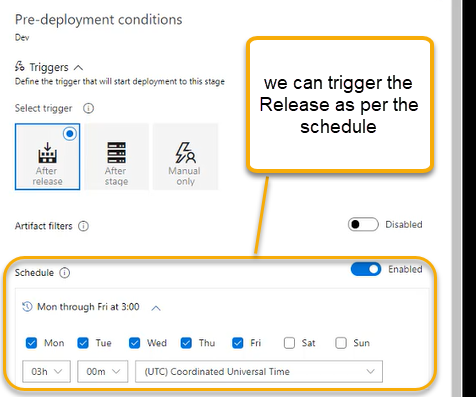 Pre-deployment conditions
Dev
Triggers
Define the trigger that will start deployment to this stage
Select trigger
After
release
After
stage
Manual
only
we can trigger the
Release as per the
schedule
Artifact filters
Disabled
Schedule
Enabled
Mon through Fri at 3:00
Mon Tue Wed Thu Fri Sat Sun
03h 00m (UTC) Coordinated Universal Time